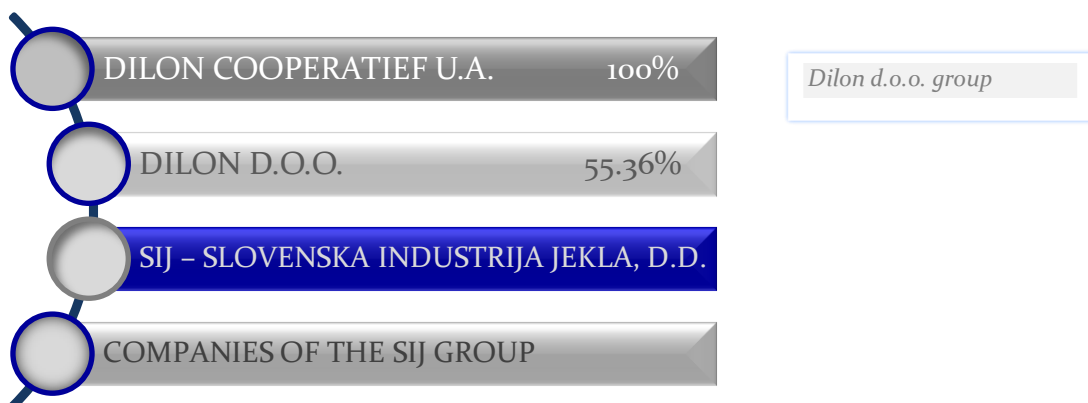 DILON COOPERATIEF U.A. 100%
Dilon d.o.o. group
DILON D.O.O. 55.36%
SIJ – SLOVENSKA INDUSTRIJA JEKLA, D.D.
COMPANIES OF THE SIJ GROUP